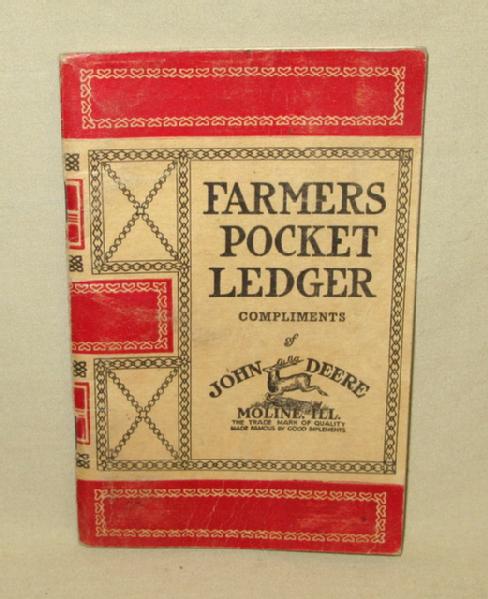 FARMERS
POCKET
LEDGER
COMPLIMENTS
of
JOHN DEERE
MOLINE, ILL.
THE TRADE MARK OF QUALITY
MADE FAMOUS BY GOOD IMPLEMENTS